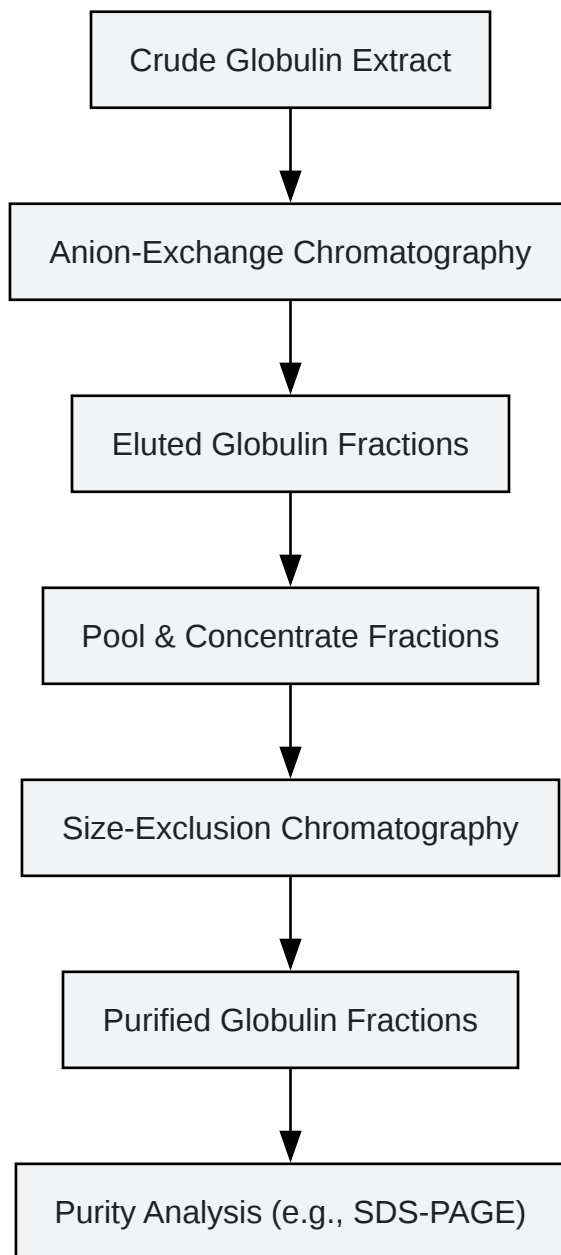 Crude Globulin Extract
Anion-Exchange Chromatography
Eluted Globulin Fractions
Pool & Concentrate Fractions
Size-Exclusion Chromatography
Purified Globulin Fractions
Purity Analysis (e.g., SDS-PAGE)